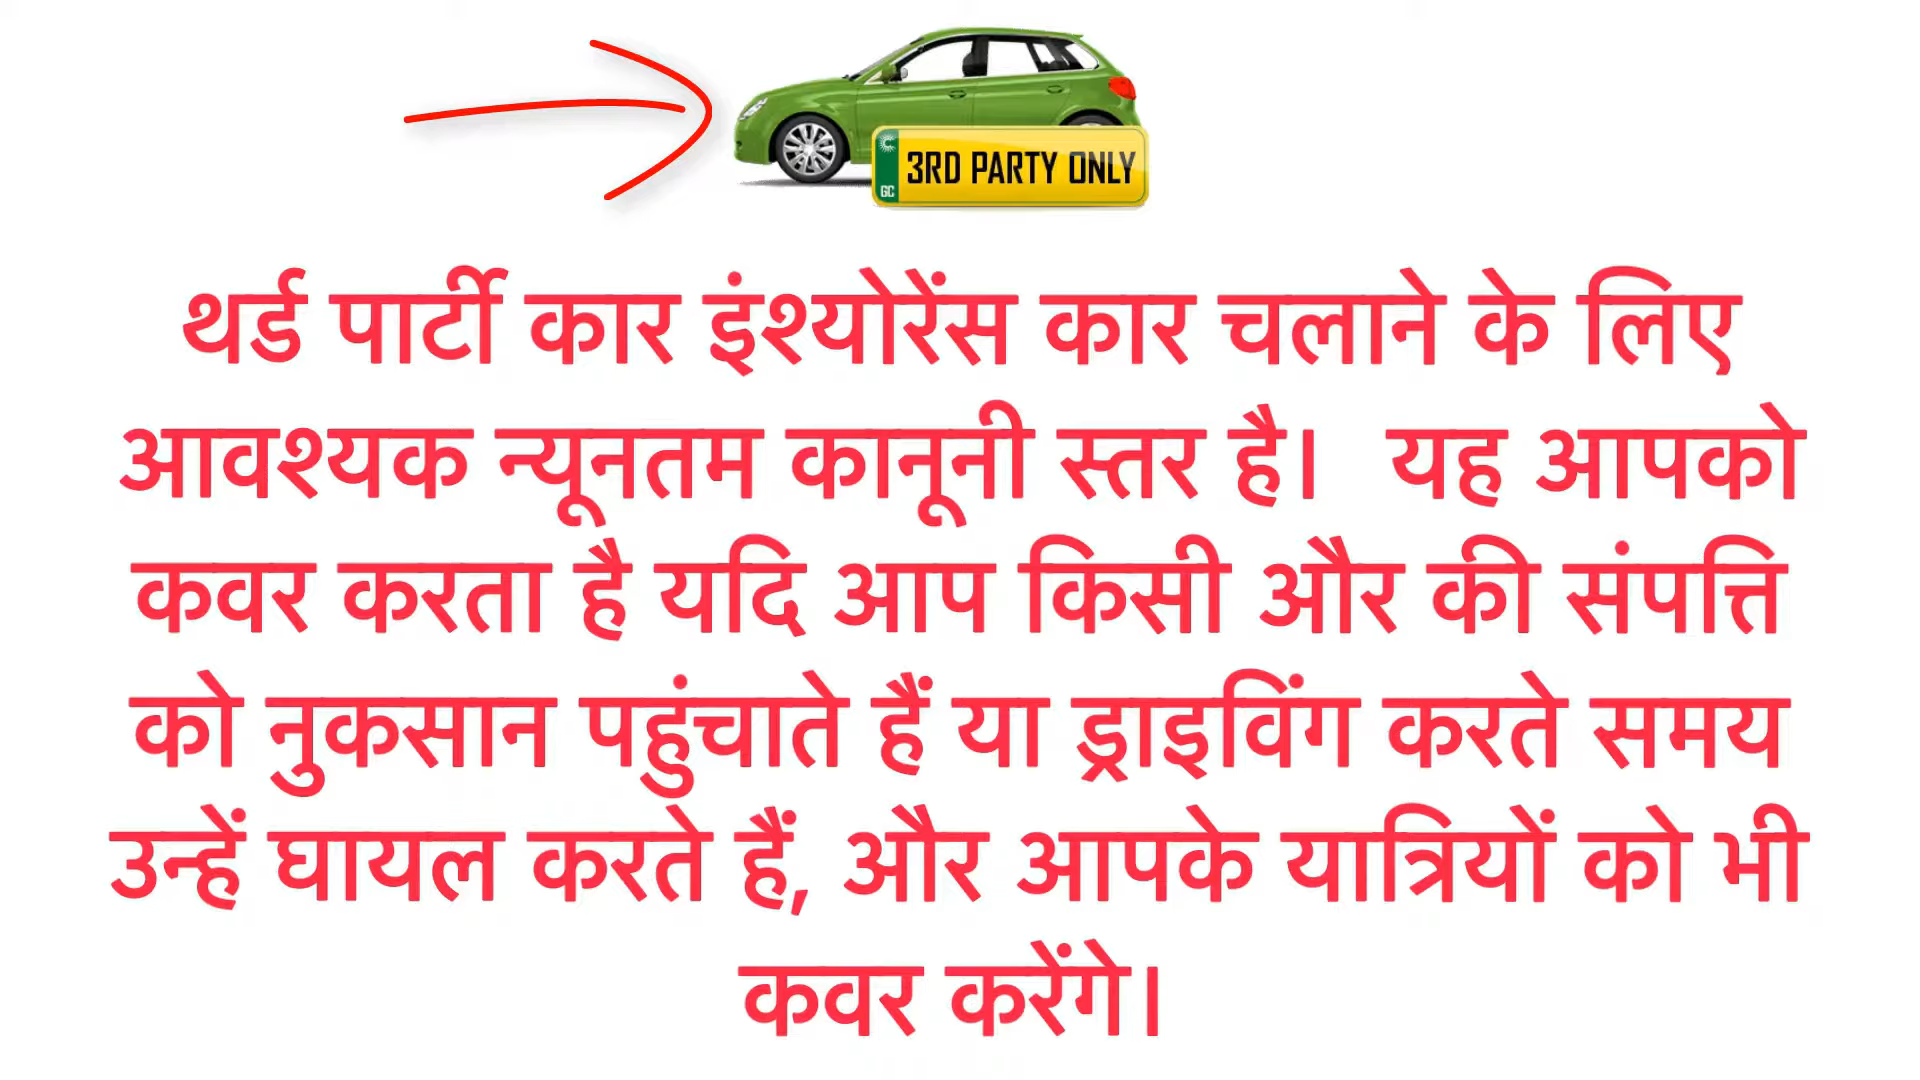 GC 3RD PARTY ONLY
थर्ड पार्टी कार इंश्योरेंस कार चलाने के लिए
आवश्यक न्यूनतम कानूनी स्तर है।  यह आपको
कवर करता है यदि आप किसी और की संपत्ति
को नुकसान पहुंचाते हैं या ड्राइविंग करते समय
उन्हें घायल करते हैं, और आपके यात्रियों को भी
कवर करेंगे।